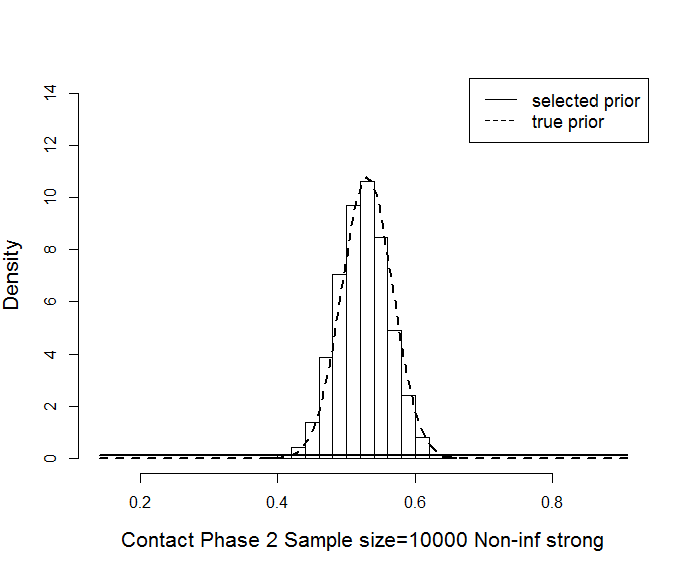 selected prior
true prior
14
12
10
8
6
4
2
0
Density
0.2 0.4 0.6 0.8
Contact Phase 2 Sample size=10000 Non-inf strong